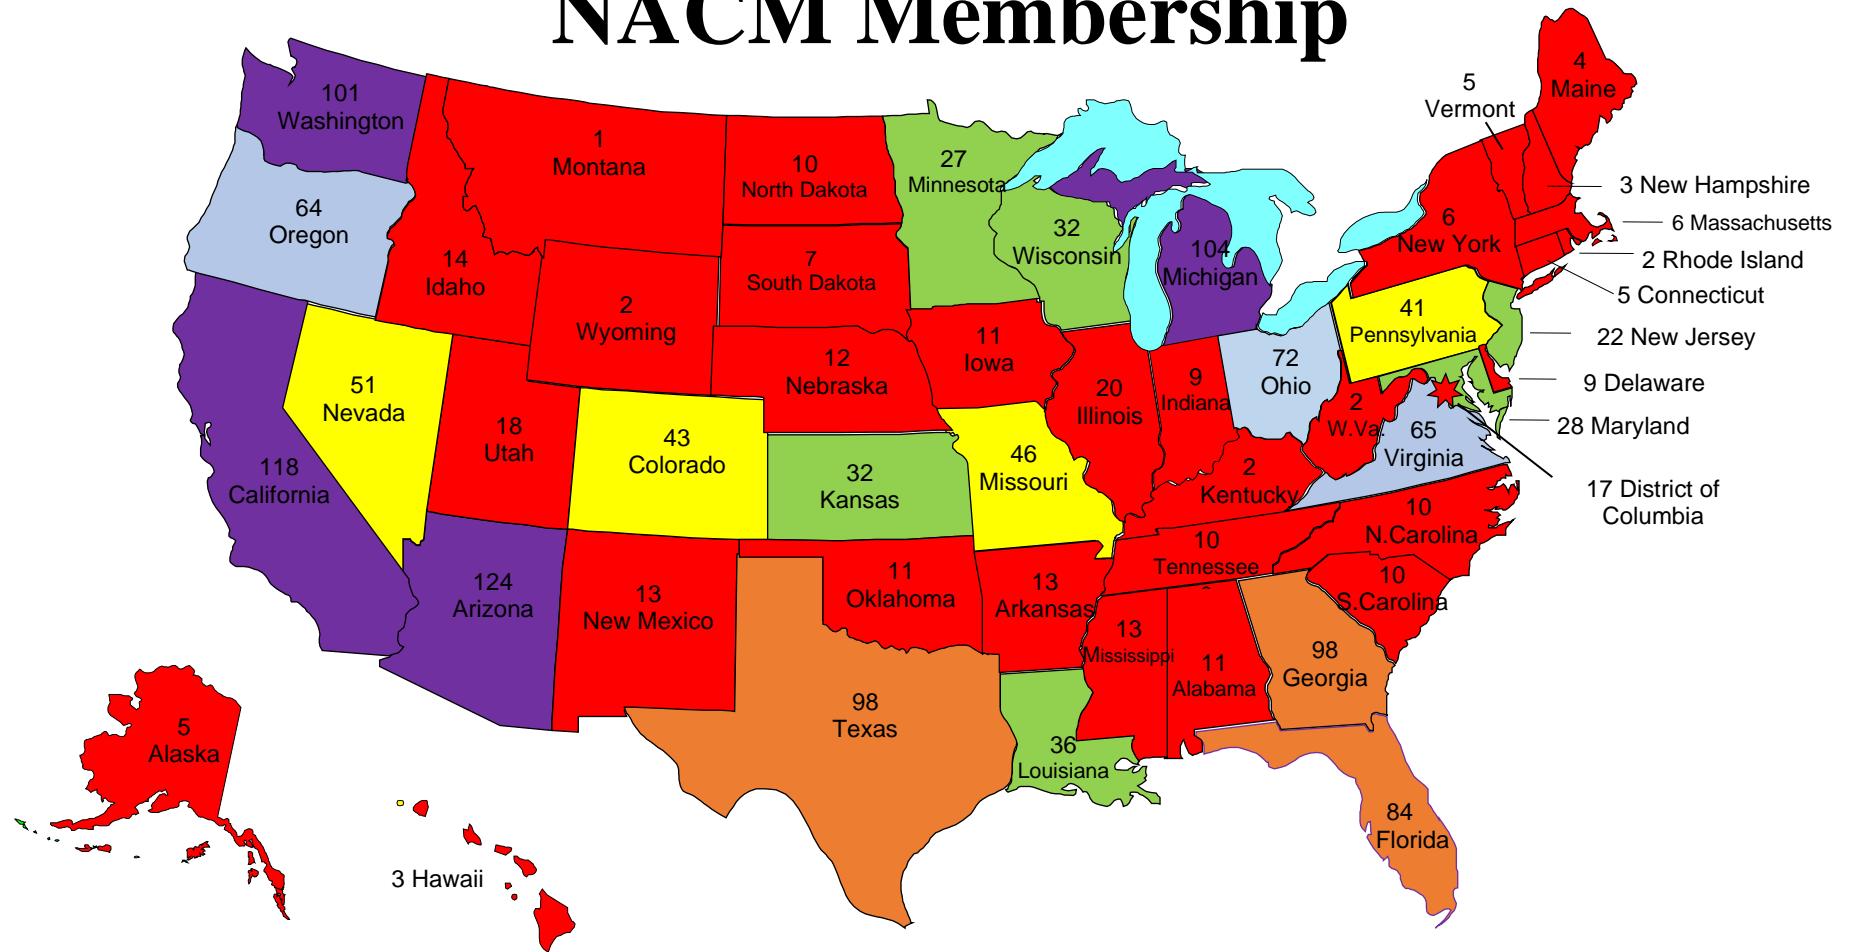 NACM Membership
101
Washington
64
Oregon
118
California
51
Nevada
14
Idaho
1
Montana
2
Wyoming
18
Utah
124
Arizona
43
Colorado
13
New Mexico
10
North Dakota
7
South Dakota
12
Nebraska
32
Kansas
11
Oklahoma
98
Texas
27
Minnesota
11
Iowa
46
Missouri
13
Arkansas
36
Louisiana
32
Wisconsin
20
Illinois
104
Michigan
9
Indiana
72
Ohio
2
Kentucky
10
Tennessee
13
Mississippi
11
Alabama
98
Georgia
84
Florida
10
S.Carolina
10
N.Carolina
65
Virginia
2
W.Va.
41
Pennsylvania
6
New York
5
Vermont
4
Maine
3 New Hampshire
6 Massachusetts
2 Rhode Island
5 Connecticut
22 New Jersey
9 Delaware
28 Maryland
17 District of
Columbia
5
Alaska
3 Hawaii